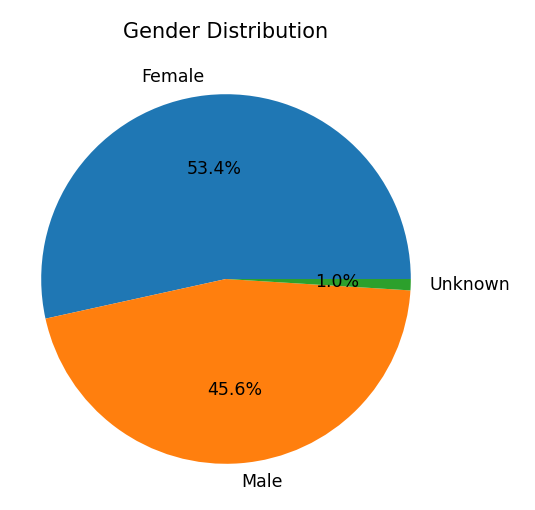 Gender Distribution
Female
53.4%
1.0%
Unknown
45.6%
Male